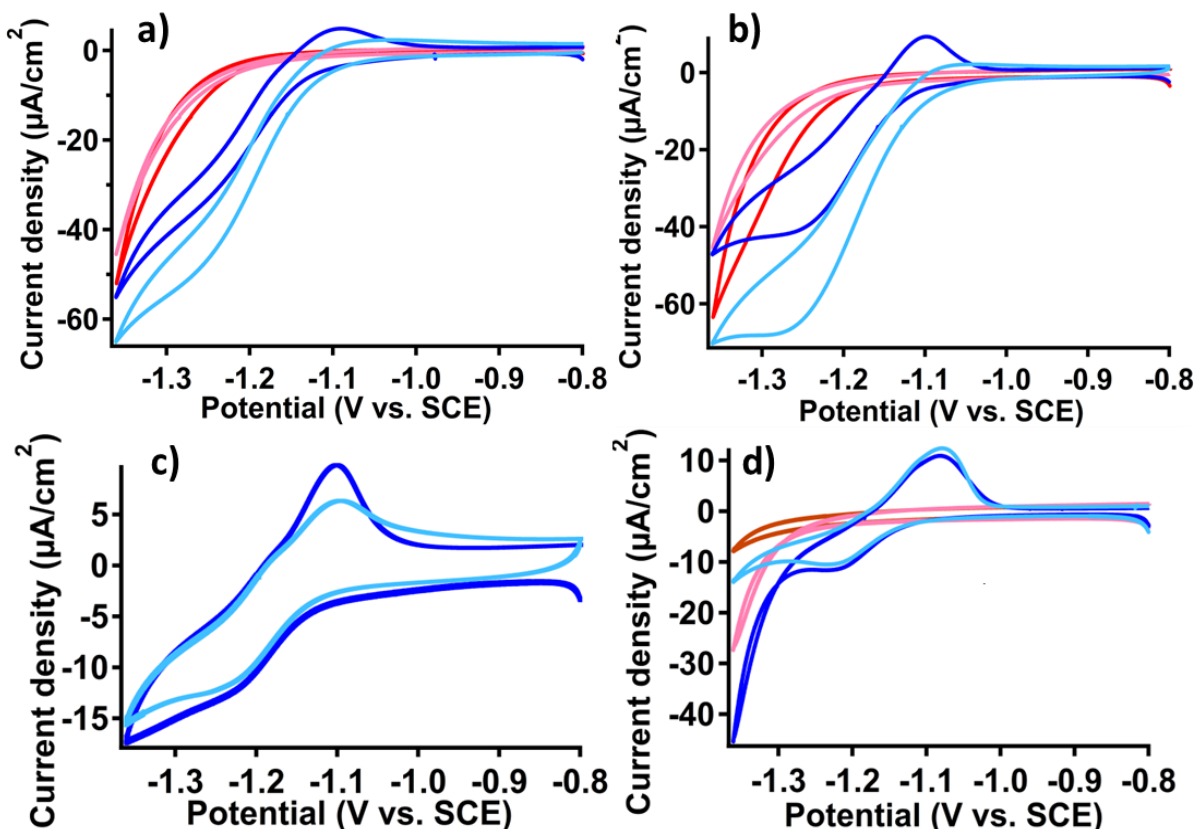 a)
Current density (µA/cm²)
0
-20
-40
-60
-1.3 -1.2 -1.1 -1.0 -0.9 -0.8
Potential (V vs. SCE)
b)
Current density (µA/cm²)
0
-20
-40
-60
-1.3 -1.2 -1.1 -1.0 -0.9 -0.8
Potential (V vs. SCE)
c)
Current density (µA/cm²)
5
0
-5
-10
-15
-1.3 -1.2 -1.1 -1.0 -0.9 -0.8
Potential (V vs. SCE)
d)
Current density (µA/cm²)
10
0
-10
-20
-30
-40
-1.3 -1.2 -1.1 -1.0 -0.9 -0.8
Potential (V vs. SCE)